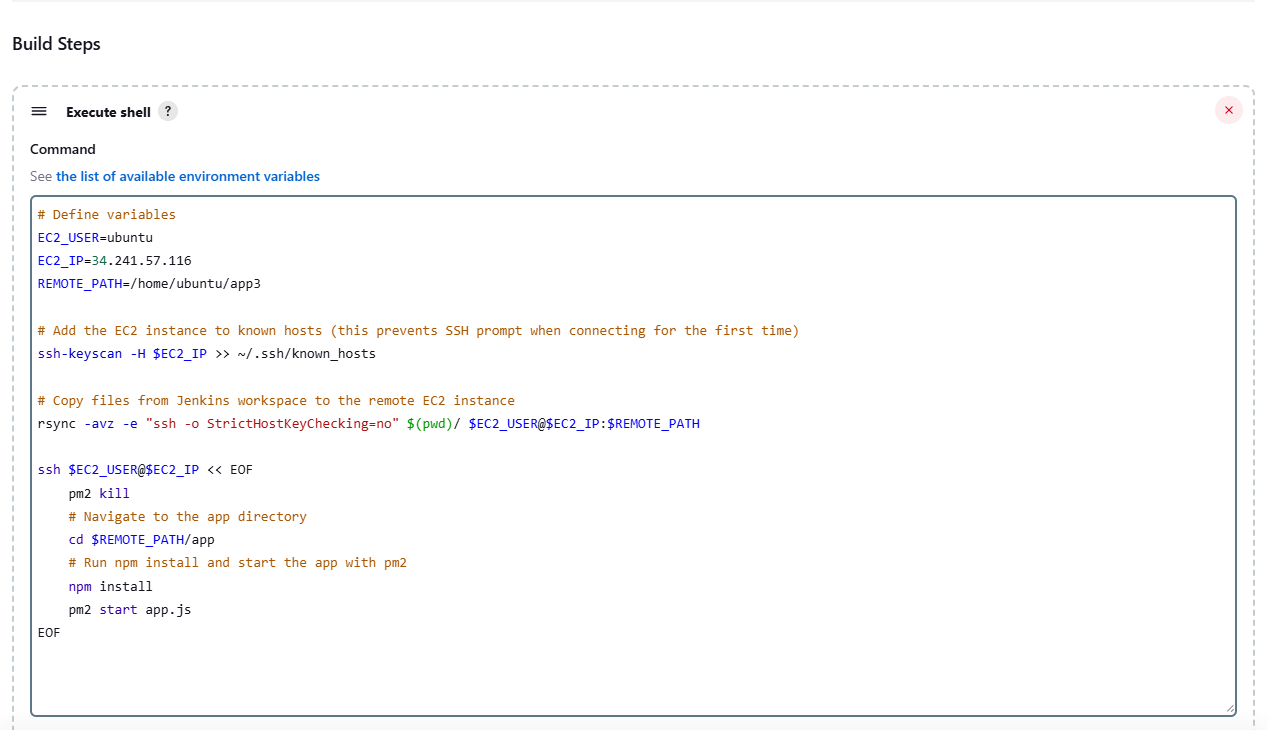 Build Steps
Execute shell ?
Command
See the list of available environment variables
# Define variables
EC2_USER=ubuntu
EC2_IP=34.241.57.116
REMOTE_PATH=/home/ubuntu/app3
# Add the EC2 instance to known hosts (this prevents SSH prompt when connecting for the first time)
ssh-keyscan -H $EC2_IP >> ~/.ssh/known_hosts
# Copy files from Jenkins workspace to the remote EC2 instance
rsync -avz -e "ssh -o StrictHostKeyChecking=no" $(pwd)/ $EC2_USER@$EC2_IP:$REMOTE_PATH
ssh $EC2_USER@$EC2_IP << EOF
    pm2 kill
    # Navigate to the app directory
    cd $REMOTE_PATH/app
    # Run npm install and start the app with pm2
    npm install
    pm2 start app.js
EOF